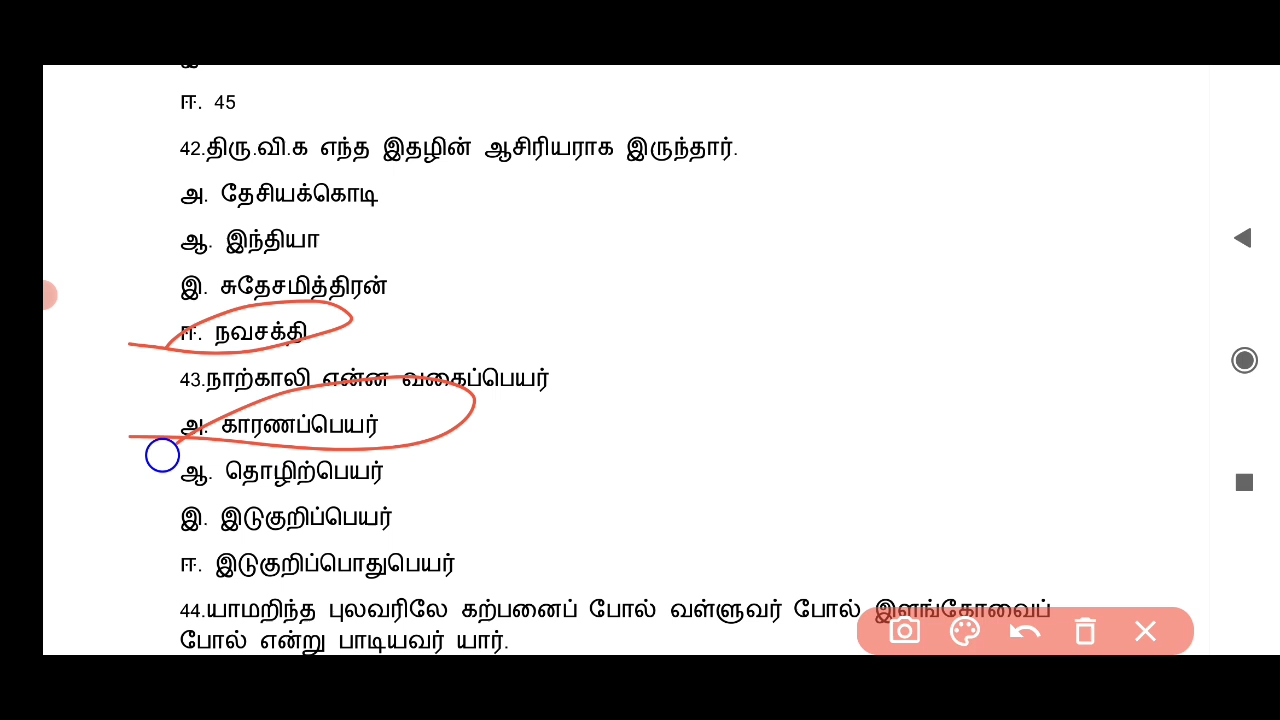 ஈ. 45
42.திரு.வி.க எந்த இதழின் ஆசிரியராக இருந்தார்.
அ. தேசியக்கொடி
ஆ. இந்தியா
இ. சுதேசமித்திரன்
ஈ. நவசக்தி
43.நாற்காலி என்ன வகைப்பெயர்
அ. காரணப்பெயர்
ஆ. தொழிற்பெயர்
இ. இடுகுறிப்பெயர்
ஈ. இடுகுறிப்பொதுபெயர்
44.யாமறிந்த புலவரிலே கற்பனைப் போல் வள்ளுவர் போல் இளங்கோவைப்
போல் என்று பாடியவர் யார்.